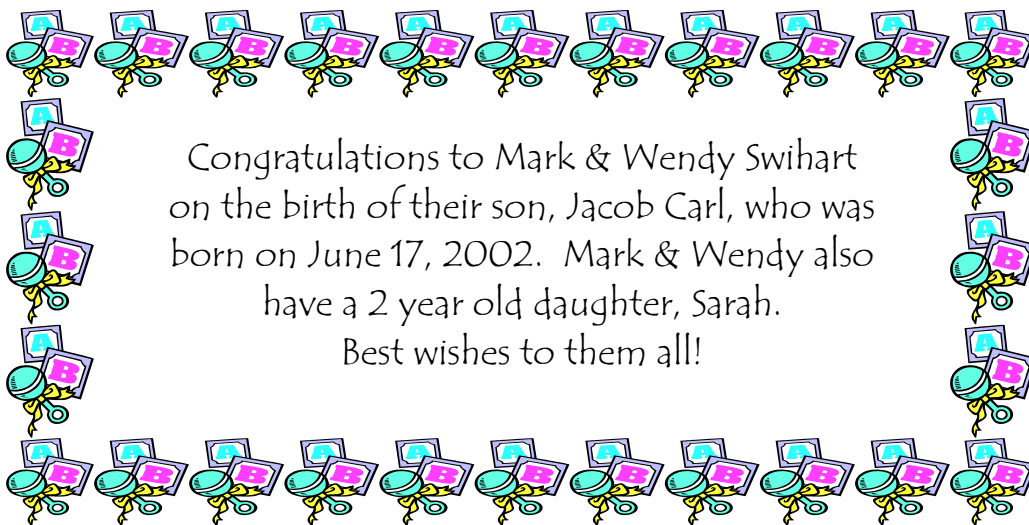 Congratulations to Mark & Wendy Swihart
on the birth of their son, Jacob Carl, who was
born on June 17, 2002.  Mark & Wendy also
have a 2 year old daughter, Sarah.
Best wishes to them all!